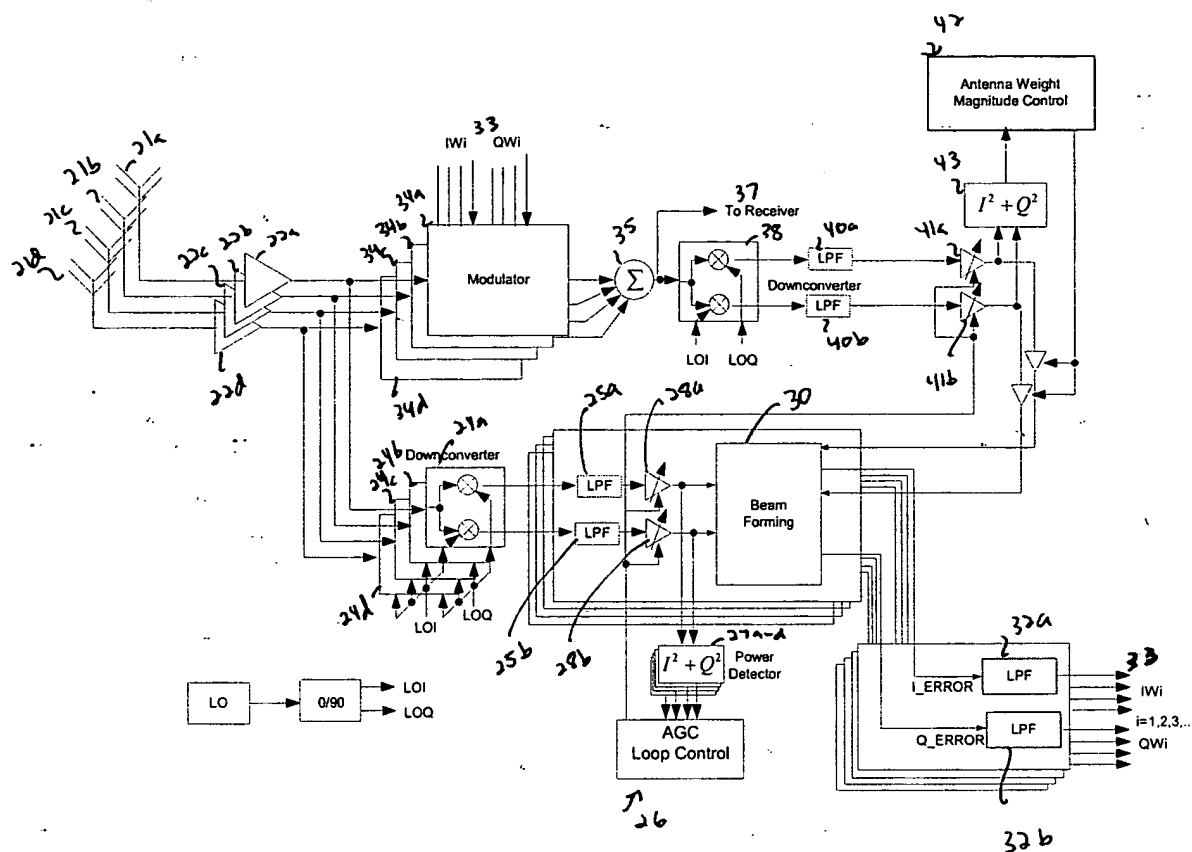 42
Antenna Weight
Magnitude Control
43
I² + Q²
33
IWi
QWi
21a
21b
21c
21d
22c
22b
22a
22d
34a
34b
34c
34d
Modulator
35
Σ
37
To Receiver
38
40a
LPF
41a
Downconverter
LPF
40b
41b
LOI
LOQ
24a
24b
24c
24d
Downconverter
LOI
LOQ
25a
28a
30
LPF
LPF
25b
28b
Beam
Forming
27a-d
I² + Q²
Power
Detector
AGC
Loop Control
26
LO
0/90
LOI
LOQ
32a
33
LPF
I_ERROR
IWi
LPF
Q_ERROR
i=1,2,3,..
QWi
32b